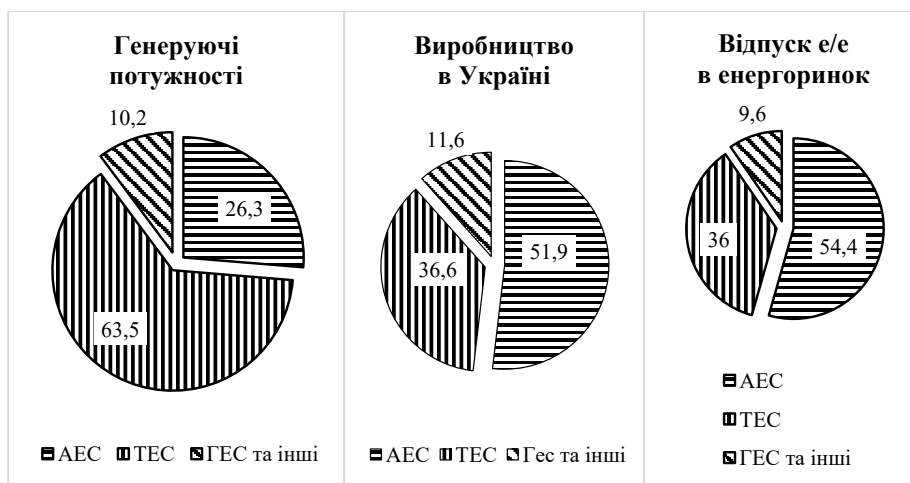 Генеруючі
потужності
10,2
26,3
63,5
АЕС ТЕС ГЕС та інші
Виробництво
в Україні
11,6
51,9
36,6
АЕС ТЕС Гес та інші
Відпуск е/е
в енергоринок
9,6
36
54,4
АЕС
ТЕС
ГЕС та інші